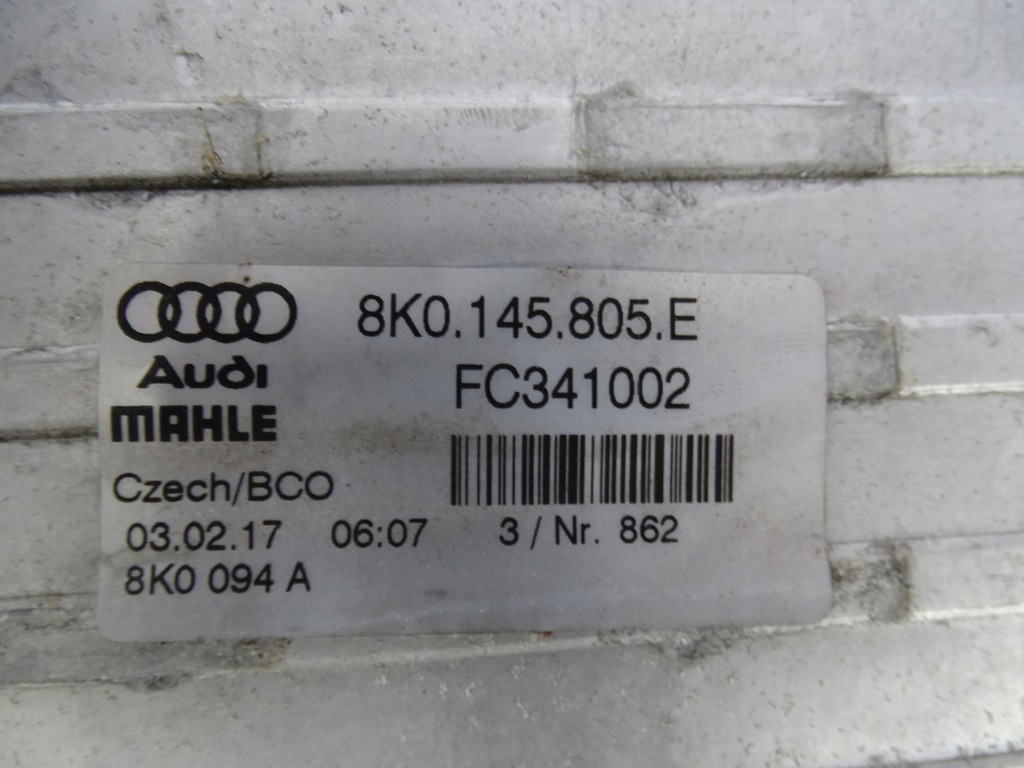 8K0.145.805.E
Audi
FC341002
MAHLE
Czech/BCO
03.02.17 06:07 3 / Nr. 862
8K0 094 A